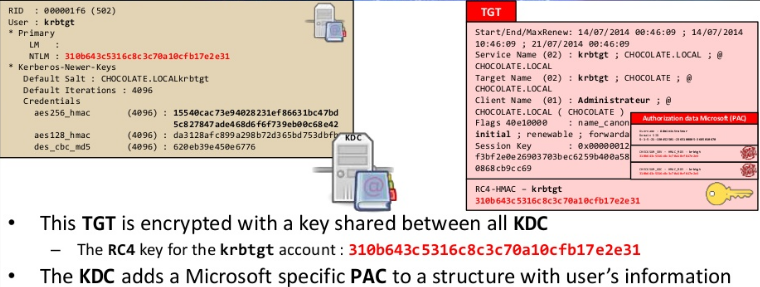 RID : 000001f6 (502)
User : krbtgt
* Primary
LM :
NTLM : 310b643c5316c8c3c70a10cfb17e2e31
* Kerberos-Newer-Keys
Default Salt : CHOCOLATE.LOCALkrbtgt
Default Iterations : 4096
Credentials
aes256_hmac (4096) : 15540cac73e94028231ef86631bc47bd
5c827847ade468d6f6f739eb00c68e42
aes128_hmac (4096) : da3128afc899a298b72d365bd753dbfb
des_cbc_md5 (4096) : 620eb39e450e6776
KDC
TGT
Start/End/MaxRenew: 14/07/2014 00:46:09 ; 14/07/2014
10:46:09 ; 21/07/2014 00:46:09
Service Name (02) : krbtgt ; CHOCOLATE.LOCAL ; @
CHOCOLATE.LOCAL
Target Name (02) : krbtgt ; CHOCOLATE ; @
CHOCOLATE.LOCAL
Client Name (01) : Administrateur ; @
CHOCOLATE.LOCAL ( CHOCOLATE )
Flags 40e10000 : name_canon
initial ; renewable ; forwarda
Session Key : 0x00000012
f3bf2e0e26903703bec6259b400a58
0868cb9cc69
Authorization data Microsoft (PAC)
RC4-HMAC – krbtgt
310b643c5316c8c3c70a10cfb17e2e31
• This TGT is encrypted with a key shared between all KDC
– The RC4 key for the krbtgt account : 310b643c5316c8c3c70a10cfb17e2e31
• The KDC adds a Microsoft specific PAC to a structure with user's information